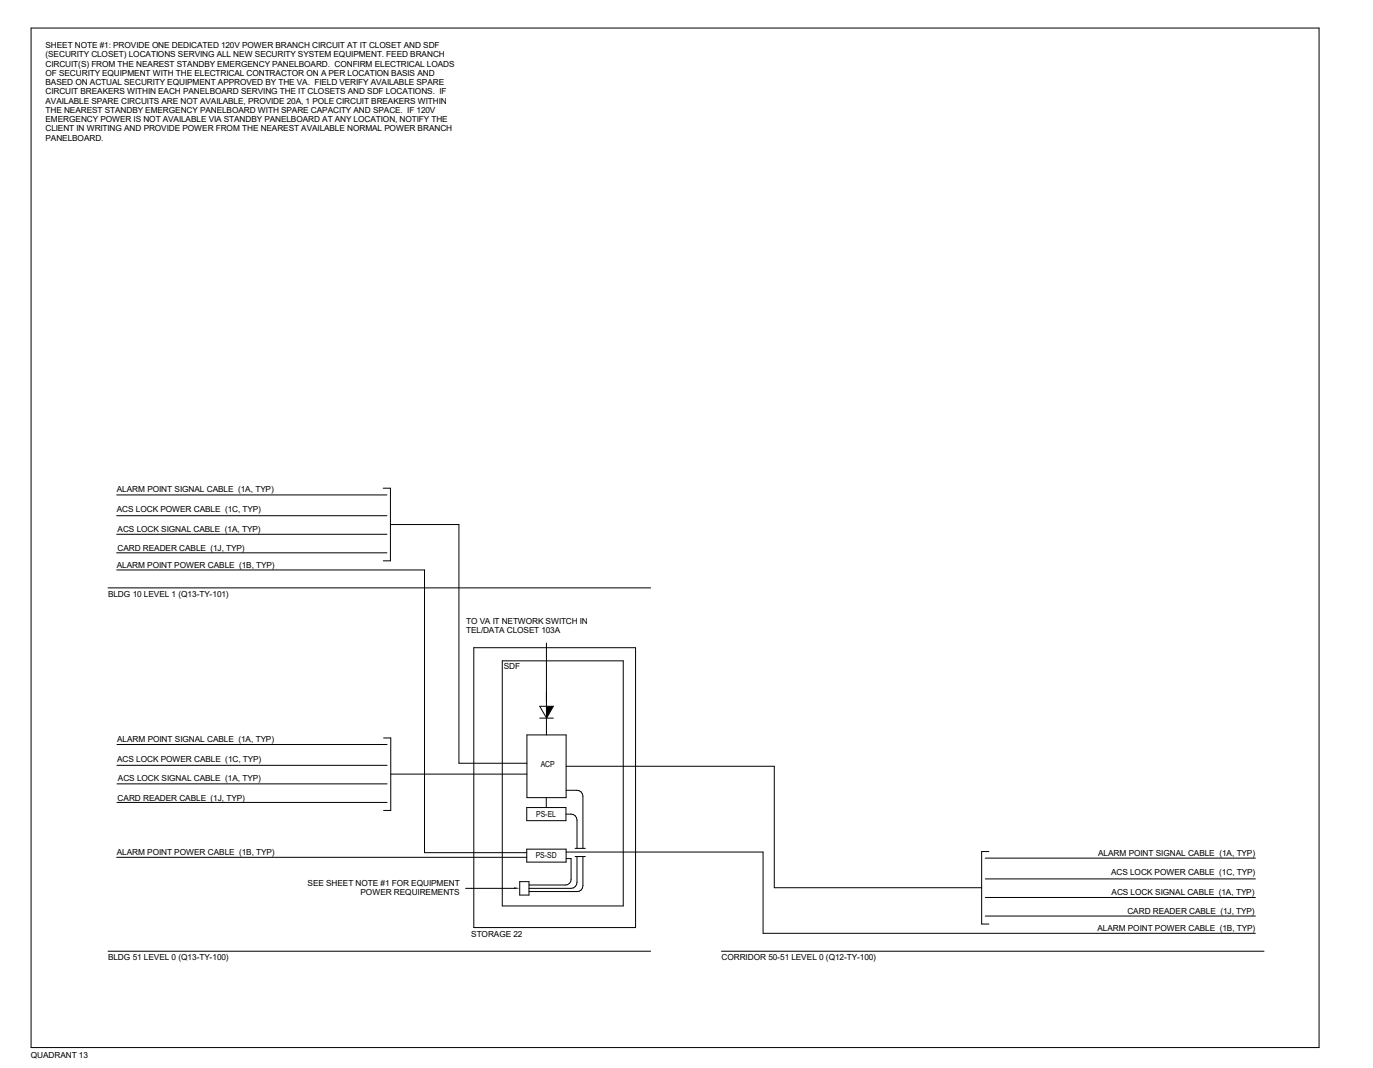 SHEET NOTE #1: PROVIDE ONE DEDICATED 120V POWER BRANCH CIRCUIT AT IT CLOSET AND SDF
(SECURITY CLOSET) LOCATIONS SERVING ALL NEW SECURITY SYSTEM EQUIPMENT. FEED BRANCH
CIRCUIT(S) FROM THE NEAREST STANDBY EMERGENCY PANELBOARD. CONFIRM ELECTRICAL LOADS
OF SECURITY EQUIPMENT WITH THE ELECTRICAL CONTRACTOR ON A PER LOCATION BASIS AND
BASED ON ACTUAL SECURITY EQUIPMENT APPROVED BY THE VA. FIELD VERIFY AVAILABLE SPARE
CIRCUIT BREAKERS WITHIN EACH PANELBOARD SERVING THE IT CLOSETS AND SDF LOCATIONS. IF
AVAILABLE SPARE CIRCUITS ARE NOT AVAILABLE, PROVIDE 20A, 1 POLE CIRCUIT BREAKERS WITHIN
THE NEAREST STANDBY EMERGENCY PANELBOARD WITH SPARE CAPACITY AND SPACE. IF 120V
EMERGENCY POWER IS NOT AVAILABLE VIA STANDBY PANELBOARD AT ANY LOCATION, NOTIFY THE
CLIENT IN WRITING AND PROVIDE POWER FROM THE NEAREST AVAILABLE NORMAL POWER BRANCH
PANELBOARD.
ALARM POINT SIGNAL CABLE (1A, TYP)
ACS LOCK POWER CABLE (1C, TYP)
ACS LOCK SIGNAL CABLE (1A, TYP)
CARD READER CABLE (1J, TYP)
ALARM POINT POWER CABLE (1B, TYP)
BLDG 10 LEVEL 1 (Q13-TY-101)
TO VA IT NETWORK SWITCH IN
TEL/DATA CLOSET 103A
SDF
ALARM POINT SIGNAL CABLE (1A, TYP)
ACS LOCK POWER CABLE (1C, TYP)
ACS LOCK SIGNAL CABLE (1A, TYP)
CARD READER CABLE (1J, TYP)
ACP
PS-EL
ALARM POINT POWER CABLE (1B, TYP)
PS-SD
SEE SHEET NOTE #1 FOR EQUIPMENT
POWER REQUIREMENTS
STORAGE 22
BLDG 51 LEVEL 0 (Q13-TY-100)
ALARM POINT SIGNAL CABLE (1A, TYP)
ACS LOCK POWER CABLE (1C, TYP)
ACS LOCK SIGNAL CABLE (1A, TYP)
CARD READER CABLE (1J, TYP)
ALARM POINT POWER CABLE (1B, TYP)
CORRIDOR 50-51 LEVEL 0 (Q12-TY-100)
QUADRANT 13